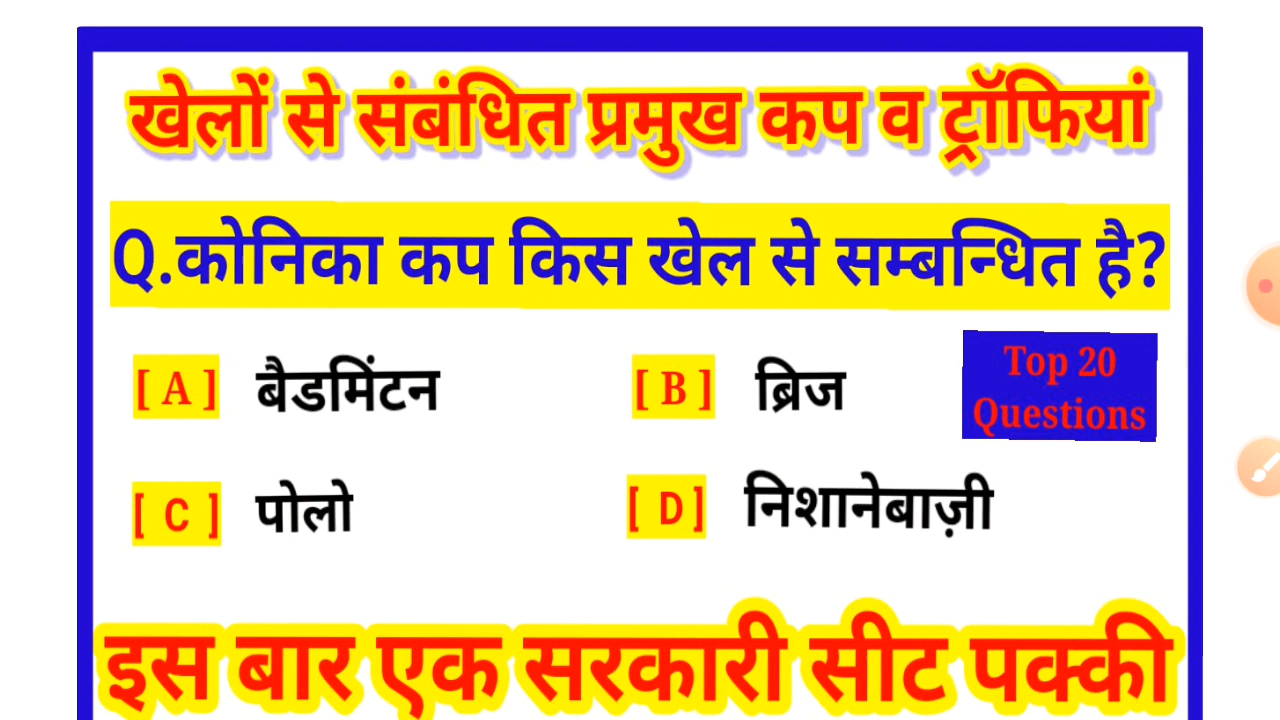 खेलों से संबंधित प्रमुख कप व ट्रॉफियां
Q.कोनिका कप किस खेल से सम्बन्धित है?
[ A ] बैडमिंटन [ B ] ब्रिज
Top 20
Questions
[ C ] पोलो [ D ] निशानेबाज़ी
इस बार एक सरकारी सीट पक्की